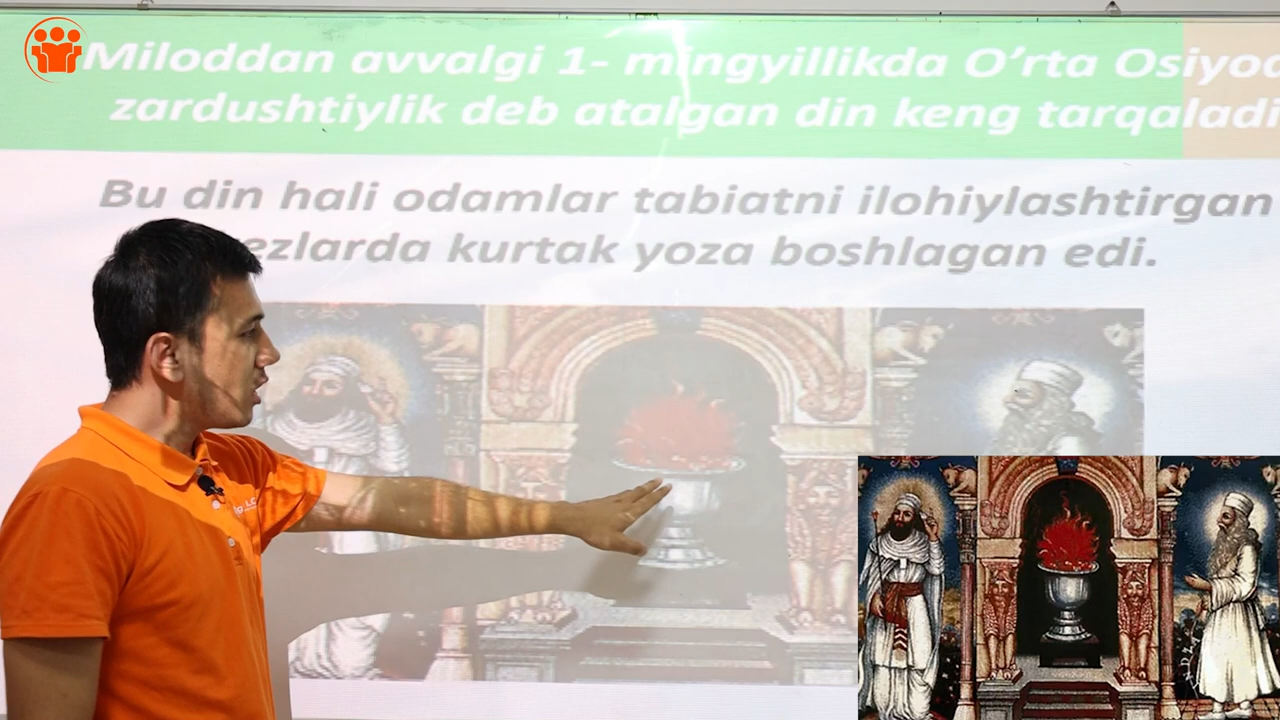 Miloddan avvalgi 1- mingyillikda O'rta
zardushtiylik deb atalgan din keng tarqaladi
Bu din hali odamlar tabiatni ilohiylashtirgan
kurtak yoza boshlagan edi.